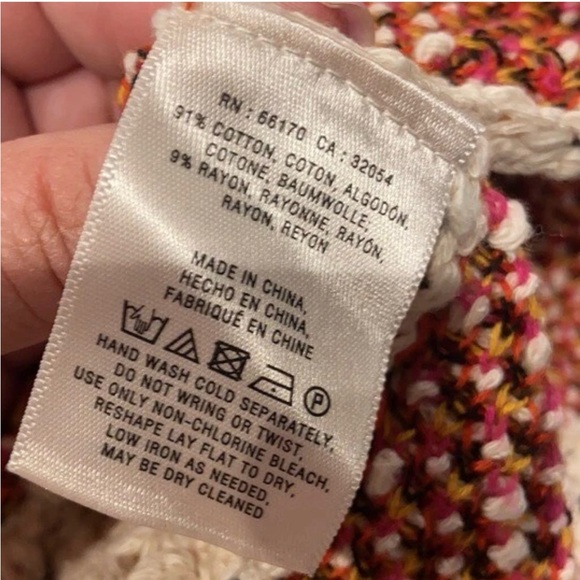 RN : 66170 CA : 32054
91% COTTON, COTON, ALGODÓN,
COTONE, BAUMWOLLE,
9% RAYON, RAYONNE, RAYÓN,
RAYON, REYON
MADE IN CHINA,
HECHO EN CHINA,
FABRIQUÉ EN CHINE
P
HAND WASH COLD SEPARATELY,
DO NOT WRING OR TWIST,
USE ONLY NON-CHLORINE BLEACH,
RESHAPE LAY FLAT TO DRY,
LOW IRON AS NEEDED,
MAY BE DRY CLEANED